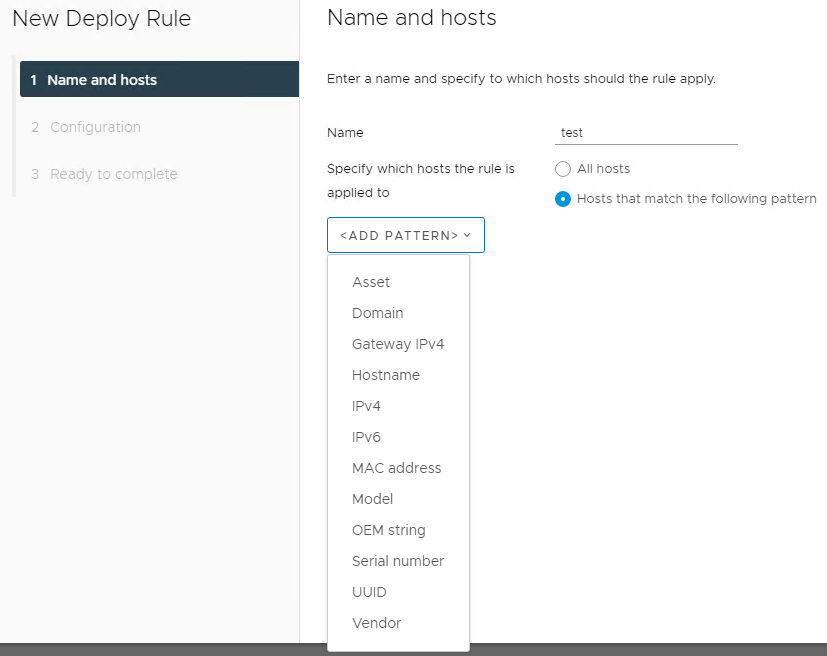 New Deploy Rule
1 Name and hosts
2 Configuration
3 Ready to complete
Name and hosts
Enter a name and specify to which hosts should the rule apply.
Name
test
Specify which hosts the rule is
applied to
All hosts
Hosts that match the following pattern
<ADD PATTERN>
Asset
Domain
Gateway IPv4
Hostname
IPv4
IPv6
MAC address
Model
OEM string
Serial number
UUID
Vendor